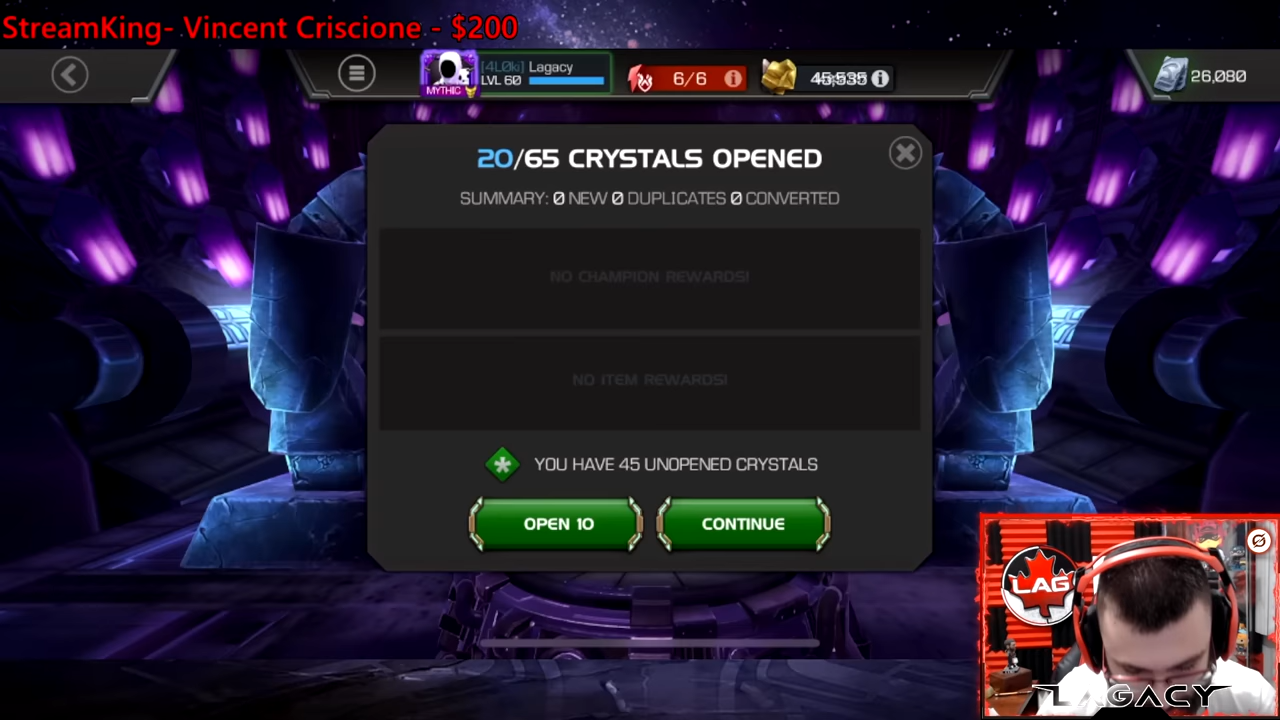 StreamKing- Vincent Criscione - $200
[4L0ki] Lagacy
LVL 60
MYTHIC
6/6
26,080
20/65 CRYSTALS OPENED
SUMMARY: 0 NEW 0 DUPLICATES 0 CONVERTED
NO CHAMPION REWARDS!
NO ITEM REWARDS!
YOU HAVE 45 UNOPENED CRYSTALS
OPEN 10
CONTINUE
LAG
LAGACY